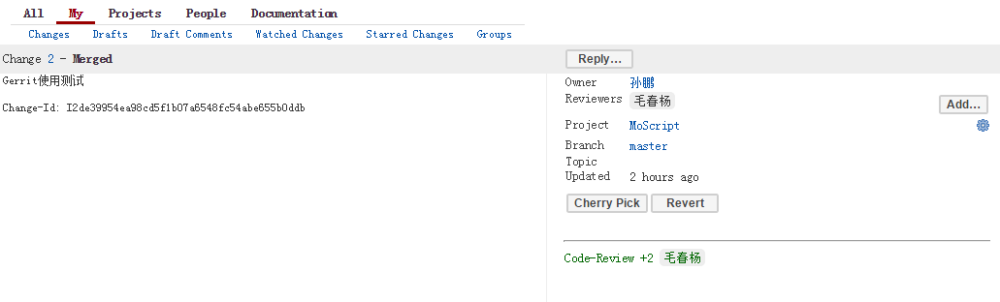 All My Projects People Documentation
Changes Drafts Draft Comments Watched Changes Starred Changes Groups
Change 2 - Merged Reply...
Gerrit使用测试
Change-Id: I2de39954ea98cd5f1b07a6548fc54abe655b0ddb
Owner 孙鹏
Reviewers 毛春杨
Add...
Project MoScript
Branch master
Topic
Updated 2 hours ago
Cherry Pick Revert
Code-Review +2 毛春杨